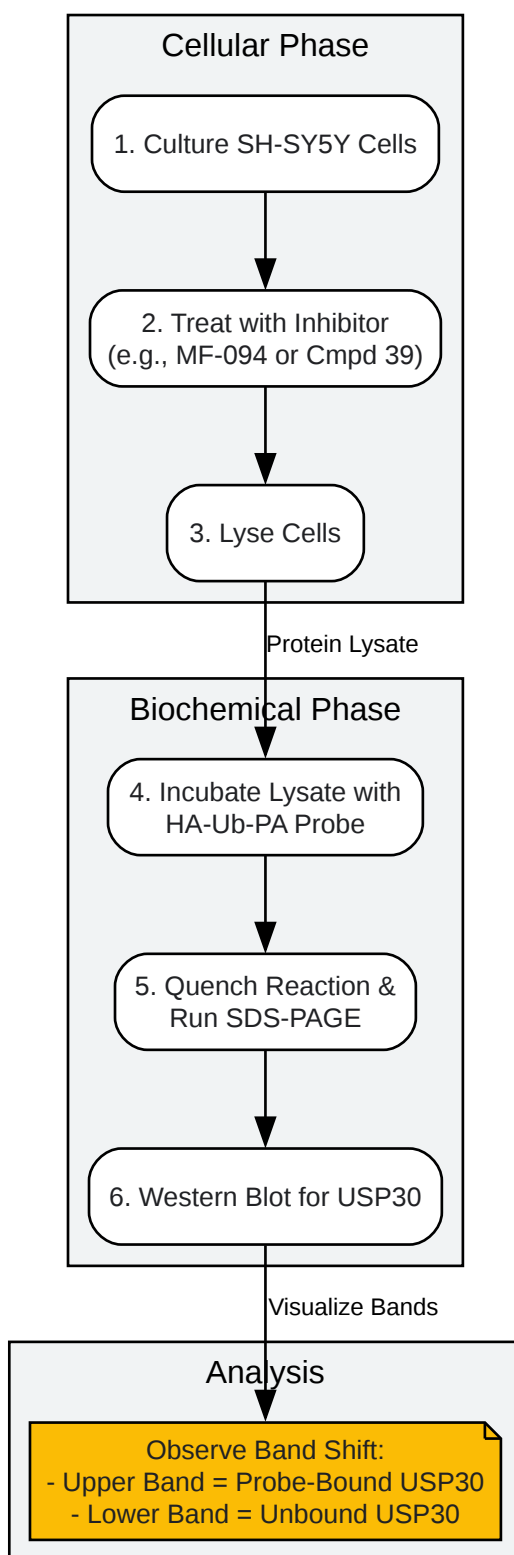 Cellular Phase
1. Culture SH-SY5Y Cells
2. Treat with Inhibitor
(e.g., MF-094 or Cmpd 39)
3. Lyse Cells
Protein Lysate
Biochemical Phase
4. Incubate Lysate with
HA-Ub-PA Probe
5. Quench Reaction &
Run SDS-PAGE
6. Western Blot for USP30
Visualize Bands
Analysis
Observe Band Shift:
- Upper Band = Probe-Bound USP30
- Lower Band = Unbound USP30